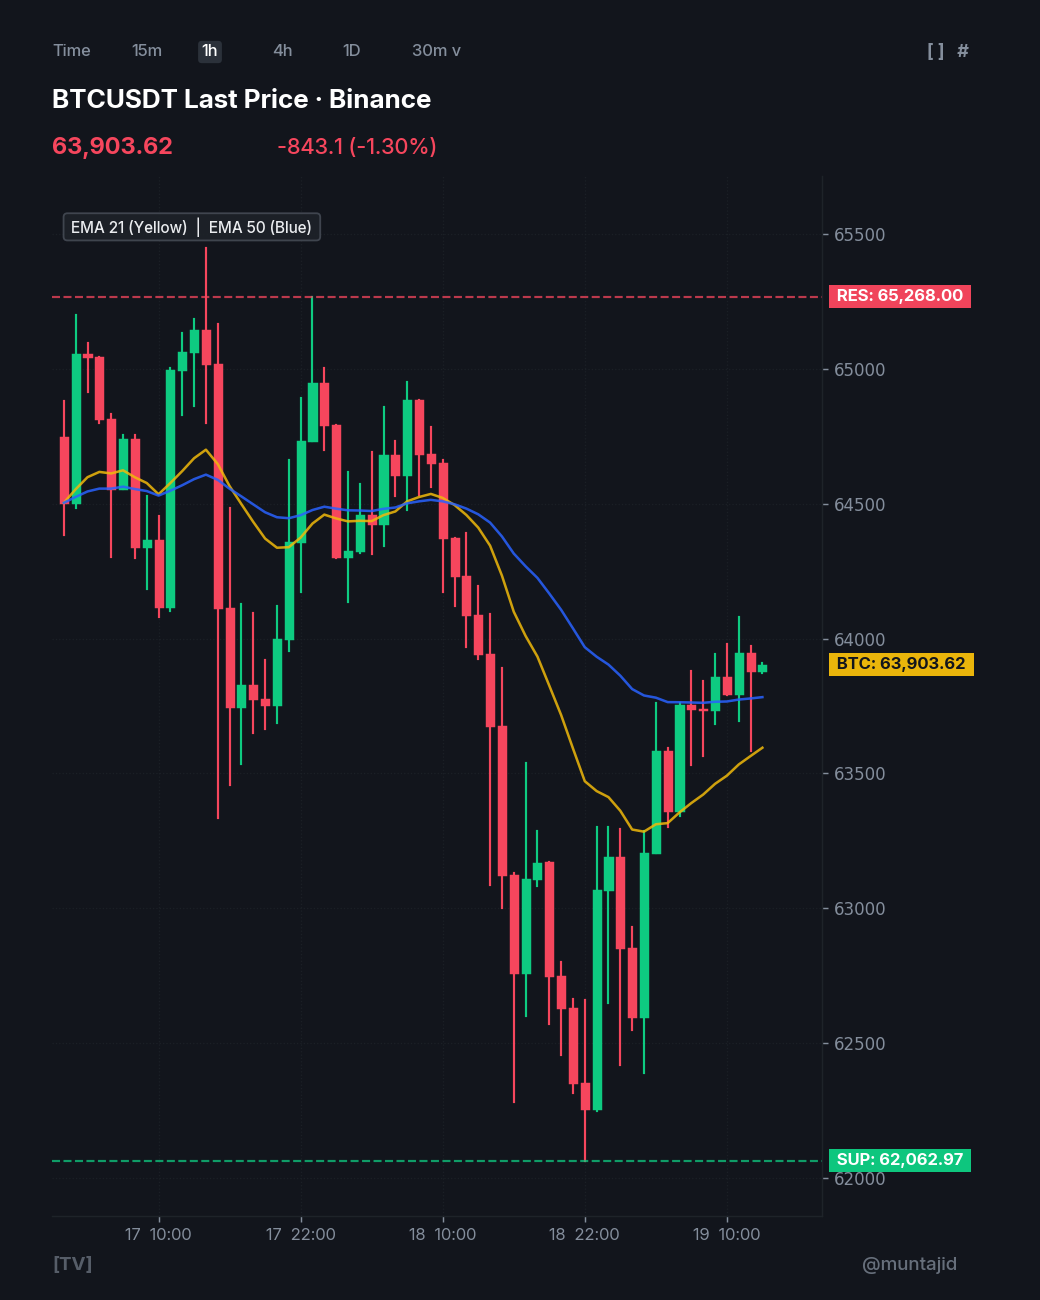 Time 15m 1h 4h 1D 30m v [ ] #
BTCUSDT Last Price · Binance
63,903.62 -843.1 (-1.30%)
EMA 21 (Yellow) | EMA 50 (Blue)
65500
RES: 65,268.00
65000
64500
64000
BTC: 63,903.62
63500
63000
62500
SUP: 62,062.97
62000
17 10:00 17 22:00 18 10:00 18 22:00 19 10:00
[TV] @muntajid